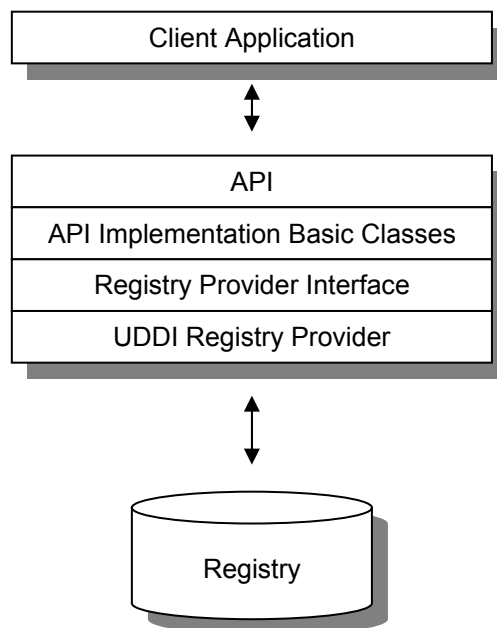 Client Application
API
API Implementation Basic Classes
Registry Provider Interface
UDDI Registry Provider
Registry